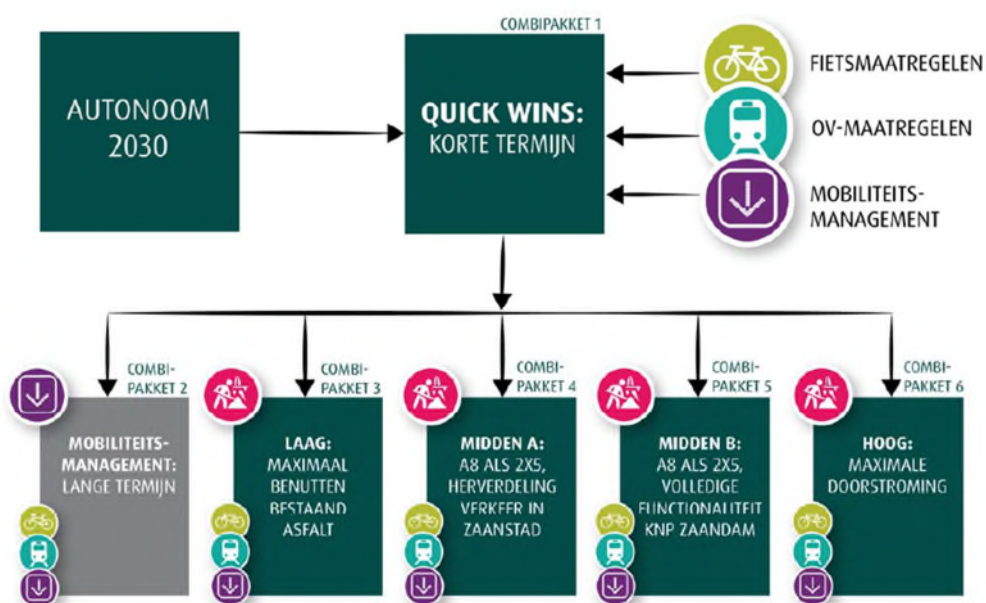 COMBIPAKKET 1
AUTONOOM
2030
QUICK WINS:
KORTE TERMIJN
FIETSMAATREGELEN
OV-MAATREGELEN
MOBILITEITS-
MANAGEMENT
COMBI-
PAKKET 2
MOBILITEITS-
MANAGEMENT:
LANGE TERMIJN
COMBI-
PAKKET 3
LAAG:
MAXIMAAL
BENUTTEN
BESTAAND
ASFALT
COMBI-
PAKKET 4
MIDDEN A:
A8 ALS 2X5,
HERVERDELING
VERKEER IN
ZAANSTAD
COMBI-
PAKKET 5
MIDDEN B:
A8 ALS 2X5,
VOLLEDIGE
FUNCTIONALITEIT
KNP ZAANDAM
COMBI-
PAKKET 6
HOOG:
MAXIMALE
DOORSTROMING